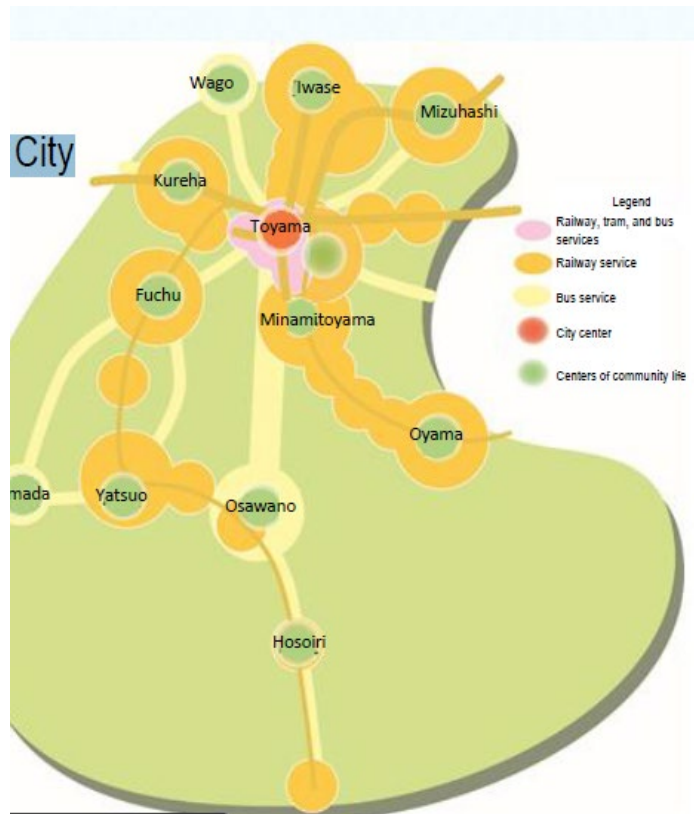 Wago
Iwase
Mizuhashi
City
Kureha
Legend
Toyama
Railway, tram, and bus
services
Railway service
Fuchu
Bus service
Minamitoyama
City center
Centers of community life
Oyama
mada
Yatsuo
Osawano
Hosoiri